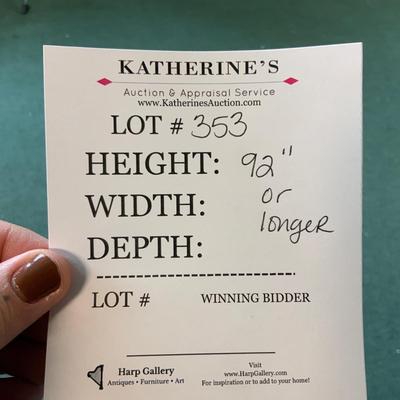 KATHERINE'S
Auction & Appraisal Service
www.KatherinesAuction.com
LOT # 353
HEIGHT: 92"
WIDTH: or
longer
DEPTH:
LOT # WINNING BIDDER
Harp Gallery
Antiques • Furniture • Art
Visit
www.HarpGallery.com
For inspiration or to add to your home!